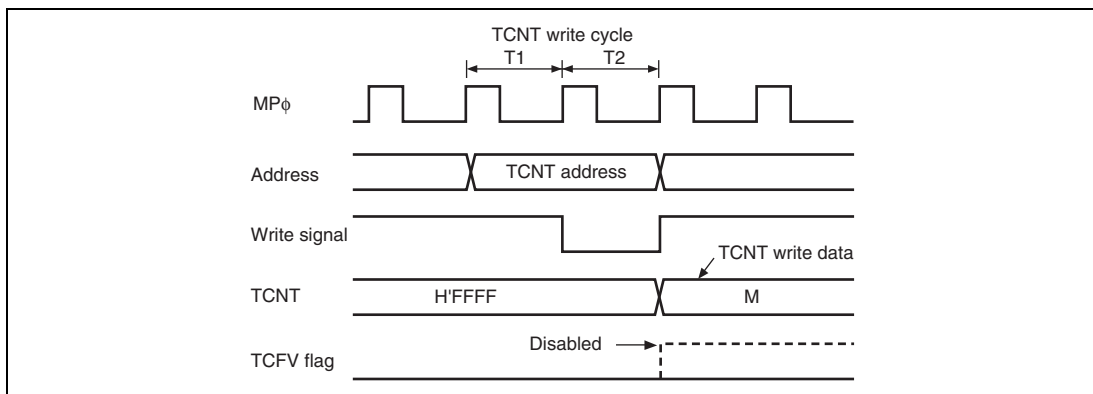 TCNT write cycle
T1 T2
MPϕ
Address TCNT address
Write signal
TCNT write data
TCNT H'FFFF M
Disabled
TCFV flag